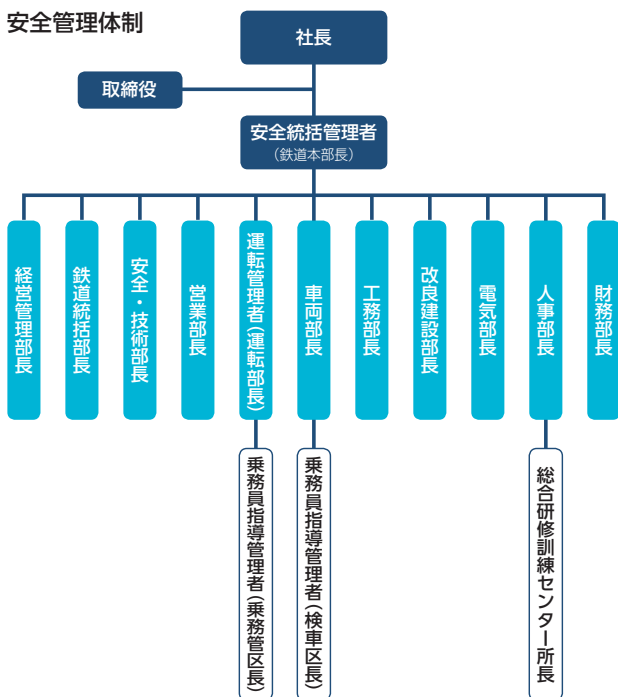 安全管理体制
社長
取締役
安全統括管理者
（鉄道本部長）
経営管理部長
鉄道統括部長
安全・技術部長
営業部長
運転管理者（運転部長）
車両部長
工務部長
改良建設部長
電気部長
人事部長
財務部長
乗務員指導管理者（乗務管区長）
乗務員指導管理者（検車区長）
総合研修訓練センター所長